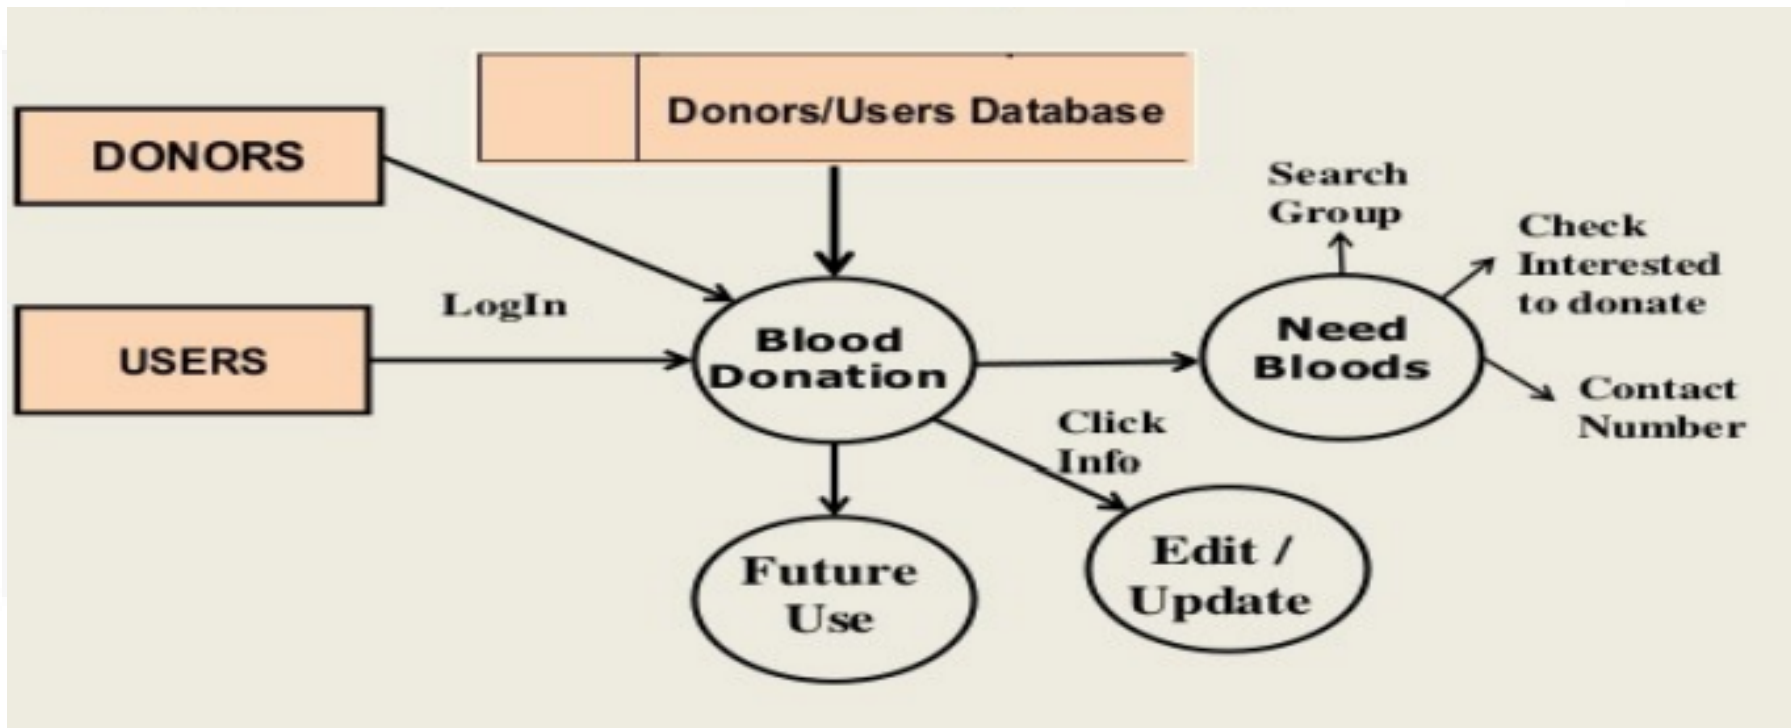 Donors/Users Database
DONORS
Search
Group
Check
Interested
to donate
LogIn
USERS
Blood
Donation
Need
Bloods
Contact
Number
Click
Info
Future
Use
Edit /
Update